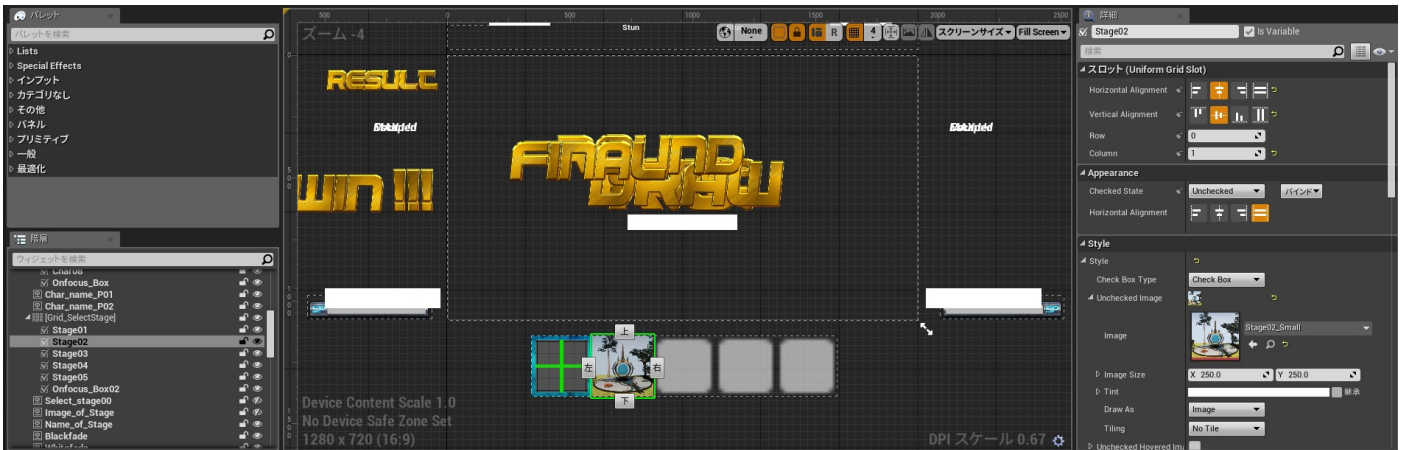 パレット
パレットを検索
Lists
Special Effects
インプット
カテゴリなし
その他
パネル
プリミティブ
一般
最適化
階層
ウィジェットを検索
Char08
Onfocus_Box
Char_name_P01
Char_name_P02
[Grid_SelectStage]
Stage01
Stage02
Stage03
Stage04
Stage05
Onfocus_Box02
Select_stage00
Image_of_Stage
Name_of_Stage
Blackfade
Whitefade
500 0 500 1000 1500 2000 2500
ズーム -4
Stun
None
R
4
スクリーンサイズ
Fill Screen
RESULT
WIN !!!
上
左
右
下
Device Content Scale 1.0
No Device Safe Zone Set
1280 x 720 (16:9)
DPI スケール 0.67
詳細
Stage02
Is Variable
検索
スロット (Uniform Grid Slot)
Horizontal Alignment
Vertical Alignment
Row 0
Column 1
Appearance
Checked State Unchecked バインド
Horizontal Alignment
Style
Style
Check Box Type Check Box
Unchecked Image
Image Stage02_Small
Image Size X 250.0 Y 250.0
Tint 継承
Draw As Image
Tiling No Tile
Unchecked Hovered Im